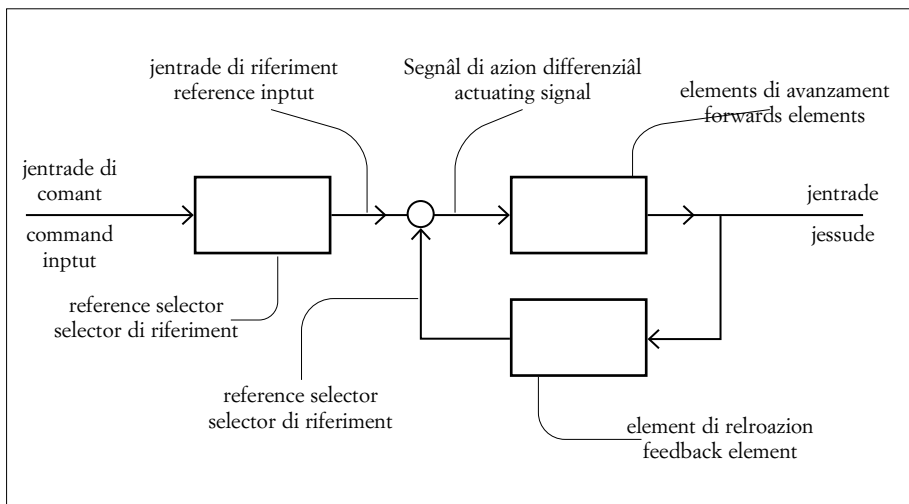 jentrade di riferiment
reference inptut
Segnâl di azion differenziâl
actuating signal
elements di avanzament
forwards elements
jentrade di
comant
command
inptut
jentrade
jessude
reference selector
selector di riferiment
reference selector
selector di riferiment
element di relroazion
feedback element